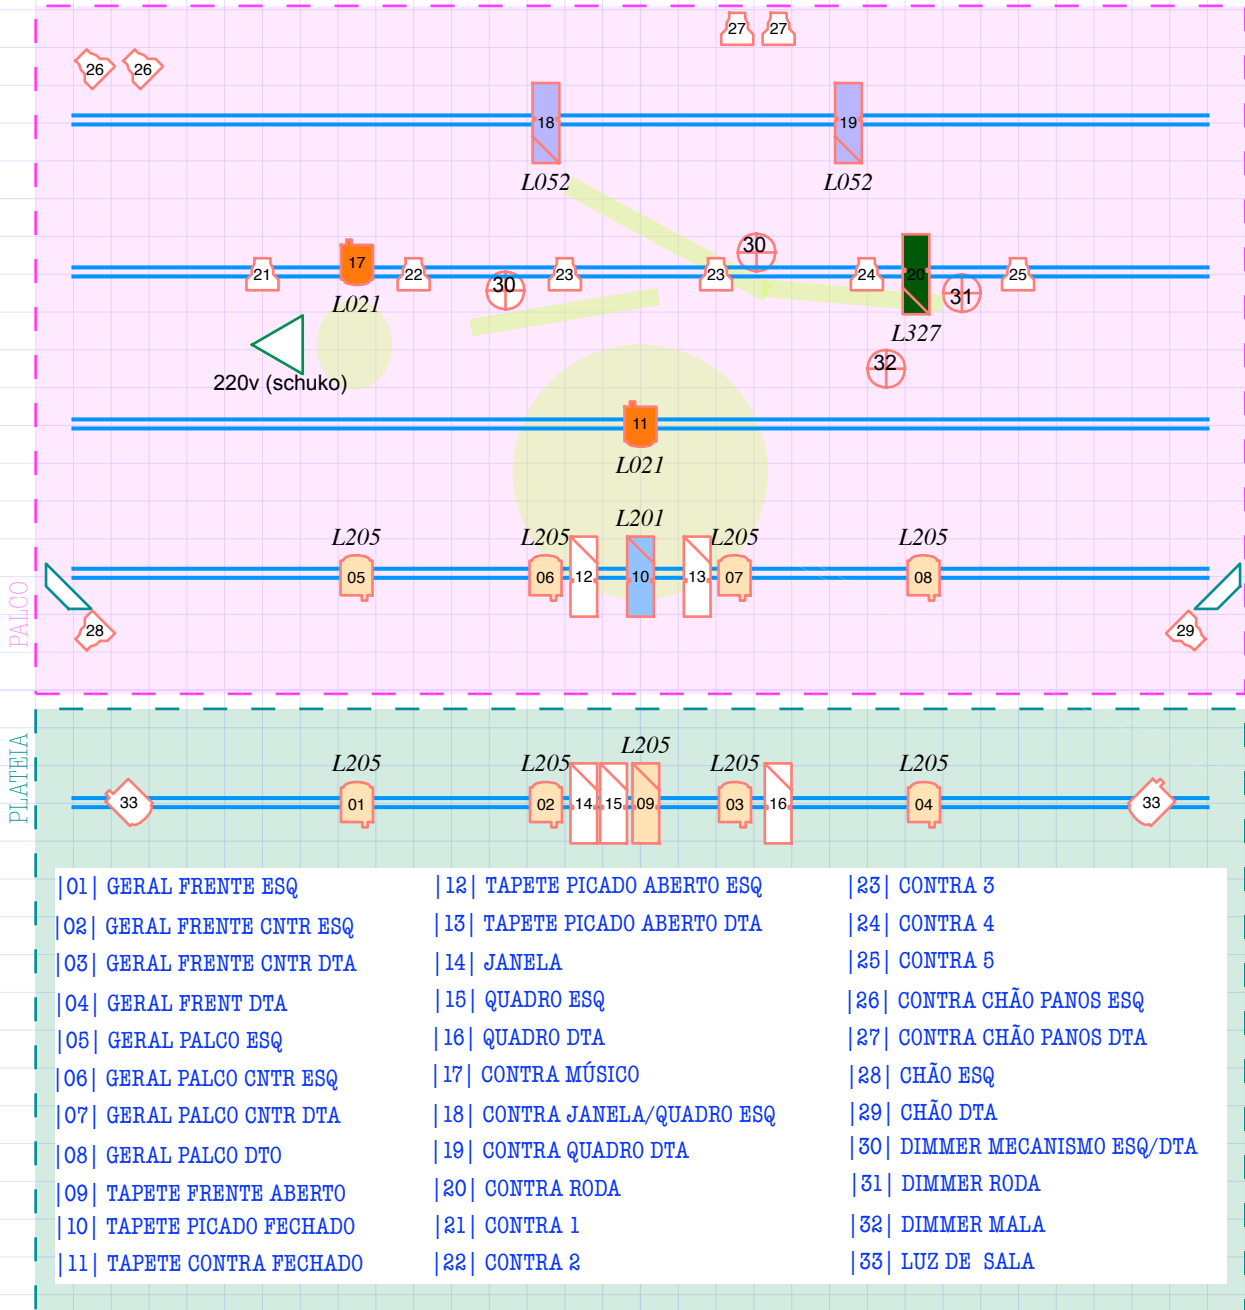 27 27
26 26
18 19
L052 L052
30
17
21 22 23 23 24 20 25
30 31
L021
L327
32
220v (schuko)
11
L021
L201
L205 L205 L205 L205
05 06 12 10 13 07 08
PALCO
28 29
PLATEIA
L205
L205 L205 L205 L205
33 01 02 14 15 09 03 16 04 33
|01| GERAL FRENTE ESQ
|02| GERAL FRENTE CNTR ESQ
|03| GERAL FRENTE CNTR DTA
|04| GERAL FRENT DTA
|05| GERAL PALCO ESQ
|06| GERAL PALCO CNTR ESQ
|07| GERAL PALCO CNTR DTA
|08| GERAL PALCO DTO
|09| TAPETE FRENTE ABERTO
|10| TAPETE PICADO FECHADO
|11| TAPETE CONTRA FECHADO
|12| TAPETE PICADO ABERTO ESQ
|13| TAPETE PICADO ABERTO DTA
|14| JANELA
|15| QUADRO ESQ
|16| QUADRO DTA
|17| CONTRA MÚSICO
|18| CONTRA JANELA/QUADRO ESQ
|19| CONTRA QUADRO DTA
|20| CONTRA RODA
|21| CONTRA 1
|22| CONTRA 2
|23| CONTRA 3
|24| CONTRA 4
|25| CONTRA 5
|26| CONTRA CHÃO PANOS ESQ
|27| CONTRA CHÃO PANOS DTA
|28| CHÃO ESQ
|29| CHÃO DTA
|30| DIMMER MECANISMO ESQ/DTA
|31| DIMMER RODA
|32| DIMMER MALA
|33| LUZ DE SALA